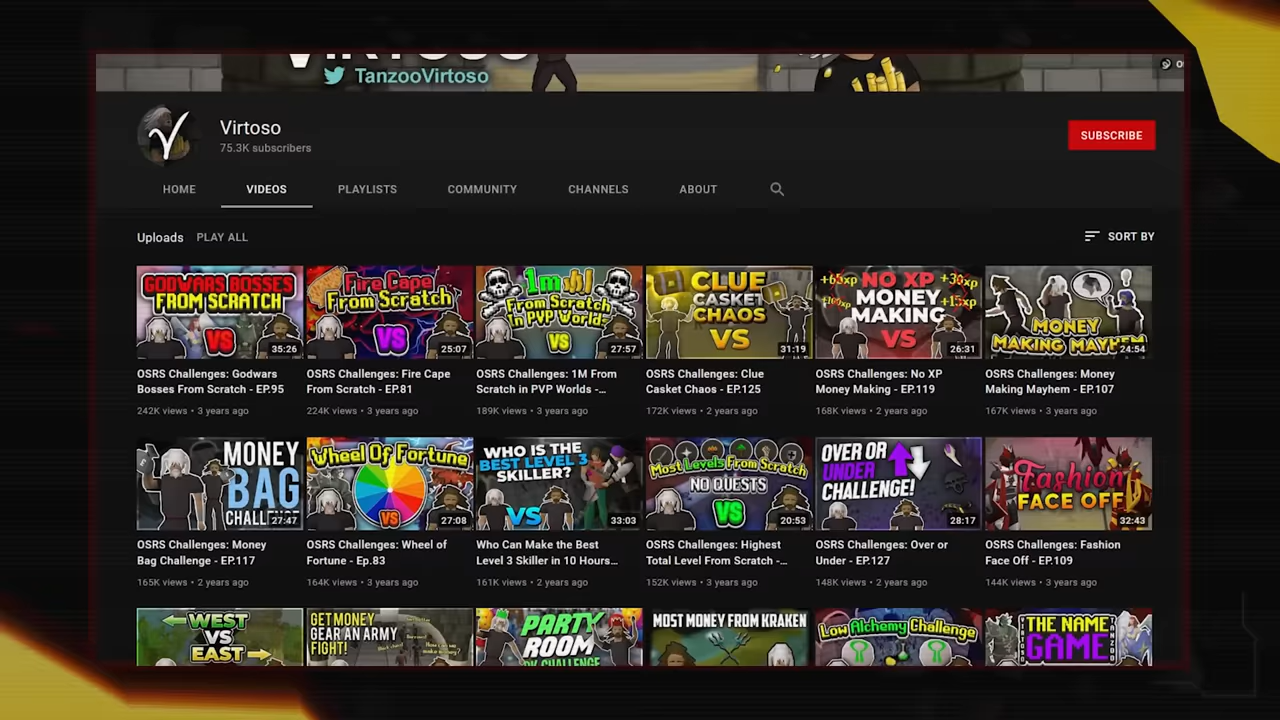 VIRTOSO
TanzooVirtoso
Virtoso
75.3K subscribers
SUBSCRIBE
HOME
VIDEOS
PLAYLISTS
COMMUNITY
CHANNELS
ABOUT
Uploads
PLAY ALL
SORT BY
GODWARS BOSSES
FROM SCRATCH
VS
35:26
Fire Cape
From Scratch
VS
25:07
1m
From Scratch
In PVP Worlds
VS
27:57
CLUE
CASKET
CHAOS
VS
31:19
+65xp
NO XP
+30xp
MONEY
+100xp
+15xp
MAKING
VS
26:31
MONEY
MAKING MAYHEM
24:54
OSRS Challenges: Godwars
Bosses From Scratch - EP.95
242K views • 3 years ago
OSRS Challenges: Fire Cape
From Scratch - EP.81
224K views • 3 years ago
OSRS Challenges: 1M From
Scratch in PVP Worlds -...
189K views • 3 years ago
OSRS Challenges: Clue
Casket Chaos - EP.125
172K views • 2 years ago
OSRS Challenges: No XP
Money Making - EP.119
168K views • 2 years ago
OSRS Challenges: Money
Making Mayhem - EP.107
167K views • 3 years ago
MONEY
BAG
CHALLENGE
27:47
Wheel Of Fortune
VS
27:08
WHO IS THE
BEST LEVEL 3
SKILLER?
VS
33:03
Most Levels From Scratch
NO QUESTS
VS
20:53
OVER OR
UNDER
CHALLENGE!
28:17
Fashion
FACE OFF
32:43
OSRS Challenges: Money
Bag Challenge - EP.117
165K views • 2 years ago
OSRS Challenges: Wheel of
Fortune - Ep.83
164K views • 3 years ago
Who Can Make the Best
Level 3 Skiller in 10 Hours...
161K views • 2 years ago
OSRS Challenges: Highest
Total Level From Scratch -...
152K views • 3 years ago
OSRS Challenges: Over or
Under - EP.127
148K views • 2 years ago
OSRS Challenges: Fashion
Face Off - EP.109
144K views • 3 years ago
WEST
VS
EAST
GET MONEY
GEAR AN ARMY
FIGHT!
PARTY
ROOM
PK CHALLENGE
MOST MONEY FROM KRAKEN
Low Alchemy Challenge
THE NAME
GAME